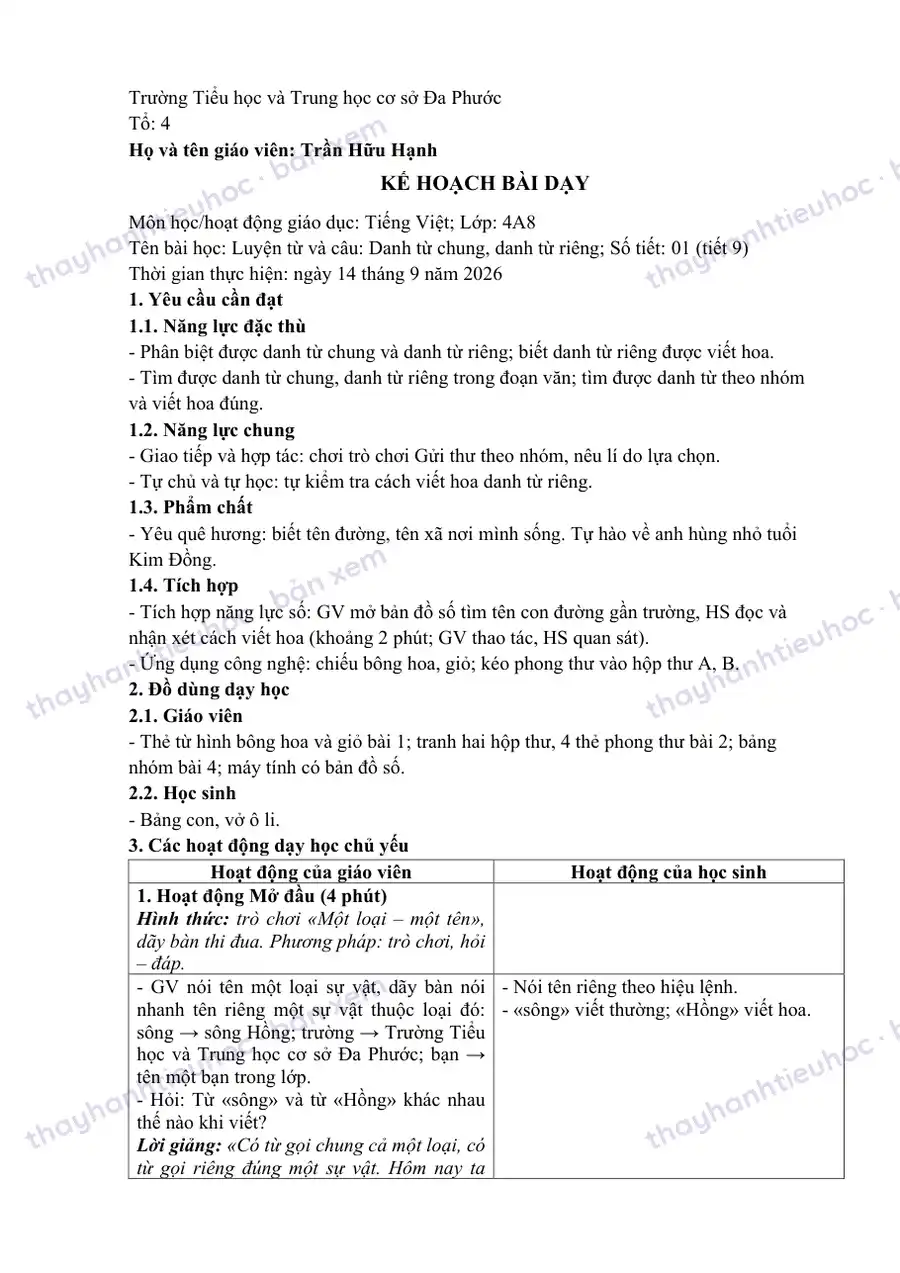 Trường Tiểu học và Trung học cơ sở Đa Phước
Tổ: 4
Họ và tên giáo viên: Trần Hữu Hạnh
KẾ HOẠCH BÀI DẠY
Môn học/hoạt động giáo dục: Tiếng Việt; Lớp: 4A8
Tên bài học: Luyện từ và câu: Danh từ chung, danh từ riêng; Số tiết: 01 (tiết 9)
Thời gian thực hiện: ngày 14 tháng 9 năm 2026
1. Yêu cầu cần đạt
1.1. Năng lực đặc thù
- Phân biệt được danh từ chung và danh từ riêng; biết danh từ riêng được viết hoa.
- Tìm được danh từ chung, danh từ riêng trong đoạn văn; tìm được danh từ theo nhóm
và viết hoa đúng.
1.2. Năng lực chung
- Giao tiếp và hợp tác: chơi trò chơi Gửi thư theo nhóm, nêu lí do lựa chọn.
- Tự chủ và tự học: tự kiểm tra cách viết hoa danh từ riêng.
1.3. Phẩm chất
- Yêu quê hương: biết tên đường, tên xã nơi mình sống. Tự hào về anh hùng nhỏ tuổi
Kim Đồng.
1.4. Tích hợp
- Tích hợp năng lực số: GV mở bản đồ số tìm tên con đường gần trường, HS đọc và
nhận xét cách viết hoa (khoảng 2 phút; GV thao tác, HS quan sát).
- Ứng dụng công nghệ: chiếu bông hoa, giỏ; kéo phong thư vào hộp thư A, B.
2. Đồ dùng dạy học
2.1. Giáo viên
- Thẻ từ hình bông hoa và giỏ bài 1; tranh hai hộp thư, 4 thẻ phong thư bài 2; bảng
nhóm bài 4; máy tính có bản đồ số.
2.2. Học sinh
- Bảng con, vở ô li.
3. Các hoạt động dạy học chủ yếu
Hoạt động của giáo viên
Hoạt động của học sinh
1. Hoạt động Mở đầu (4 phút)
Hình thức: trò chơi «Một loại – một tên»,
dãy bàn thi đua. Phương pháp: trò chơi, hỏi
– đáp.
- GV nói tên một loại sự vật, dãy bàn nói
nhanh tên riêng một sự vật thuộc loại đó:
sông → sông Hồng; trường → Trường Tiểu
học và Trung học cơ sở Đa Phước; bạn →
tên một bạn trong lớp.
- Hỏi: Từ «sông» và từ «Hồng» khác nhau
thế nào khi viết?
Lời giảng: «Có từ gọi chung cả một loại, có
từ gọi riêng đúng một sự vật. Hôm nay ta
- Nói tên riêng theo hiệu lệnh.
- «sông» viết thường; «Hồng» viết hoa.
thayhanhtieuhoc · bản xem
thayhanhtieuhoc · b
thayhanhtieuhoc · bản xem
thayhanhtieuhoc · b
thayhanhtieuhoc · bản xem
thayhanhtieuhoc · b